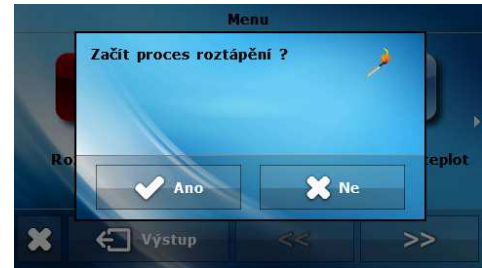 Menu
Začít proces roztápění ?
Ano
Ne
Výstup
<<
>>